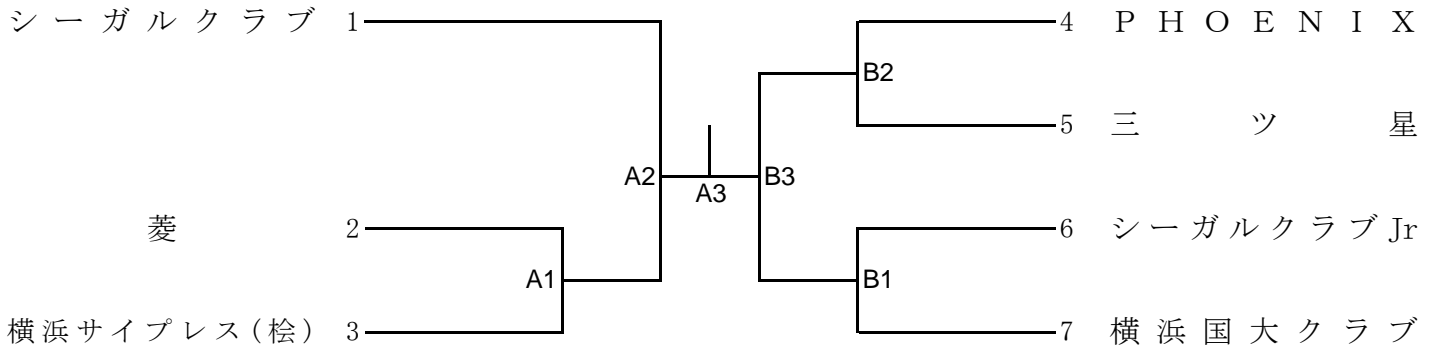 シーガルクラブ 1
4 PHOENIX
B2
5 三ツ星
A2
A3
B3
菱 2
6 シーガルクラブJr
A1
B1
横浜サイプレス(桧) 3
7 横浜国大クラブ